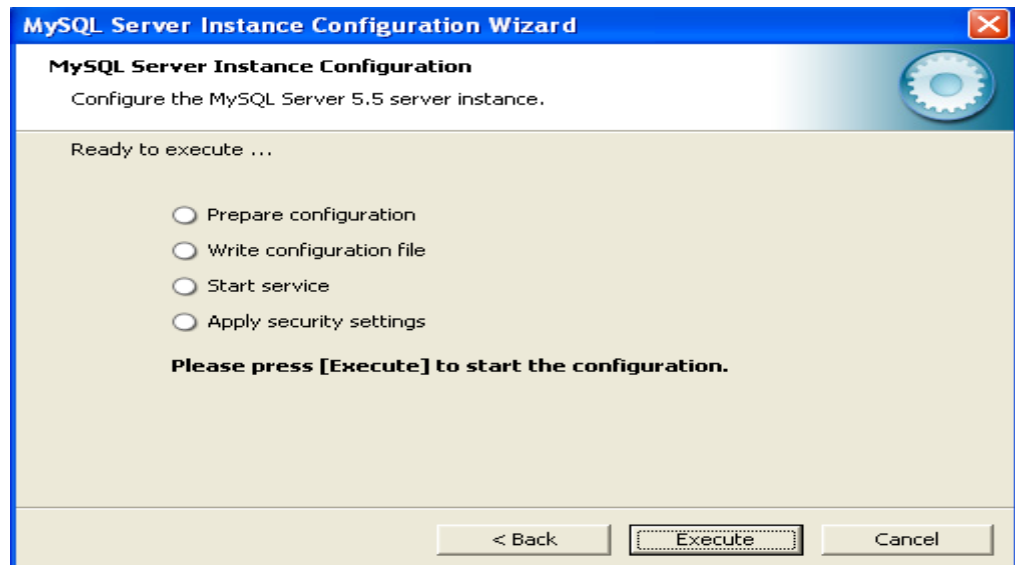 MySQL Server Instance Configuration Wizard
MySQL Server Instance Configuration
Configure the MySQL Server 5.5 server instance.
Ready to execute ...
Prepare configuration
Write configuration file
Start service
Apply security settings
Please press [Execute] to start the configuration.
< Back Execute Cancel